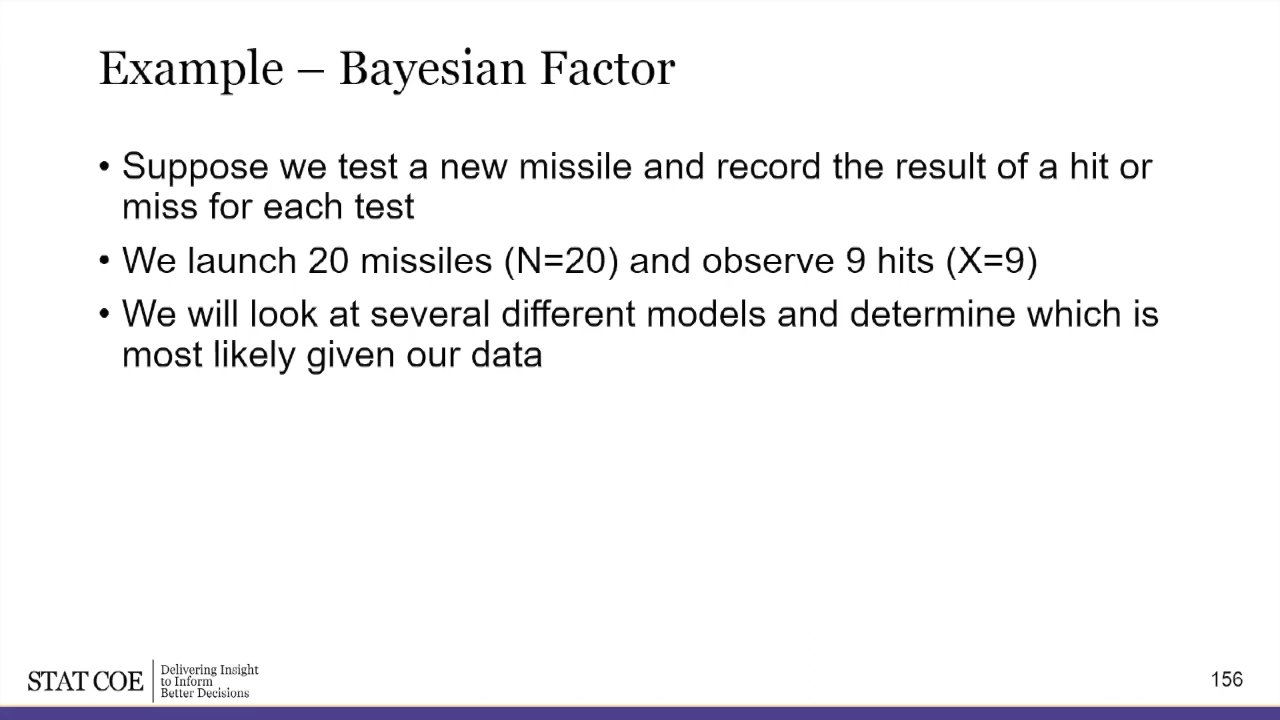 Example – Bayesian Factor
• Suppose we test a new missile and record the result of a hit or
miss for each test
• We launch 20 missiles (N=20) and observe 9 hits (X=9)
• We will look at several different models and determine which is
most likely given our data
STAT COE
Delivering Insight
to Inform
Better Decisions
156